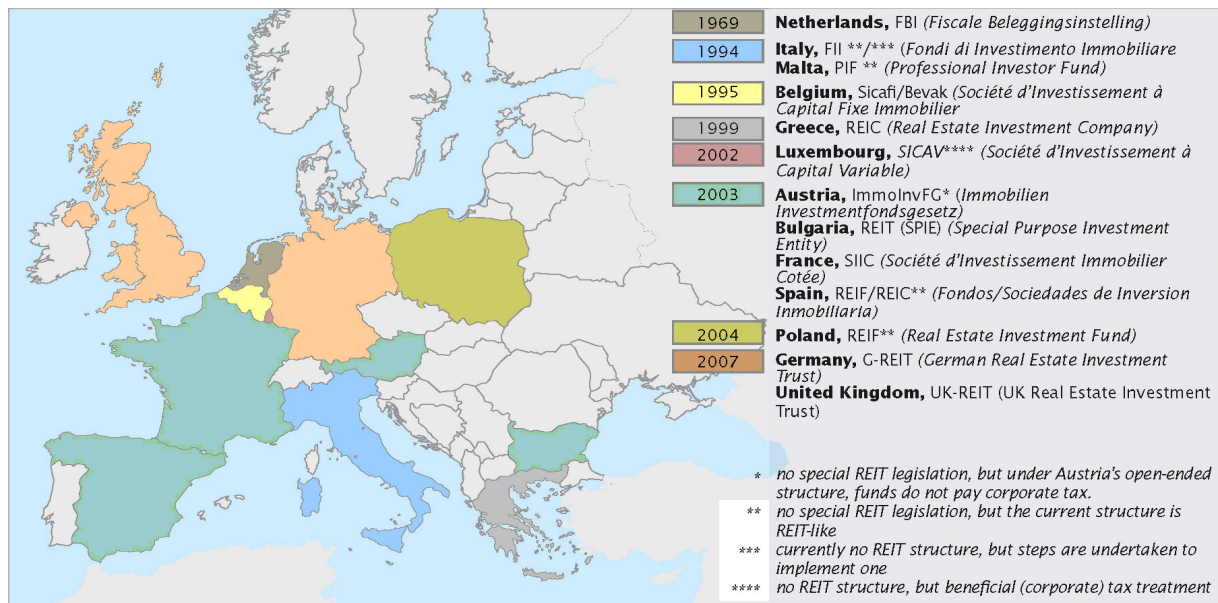 1969 Netherlands, FBI (Fiscale Beleggingsinstelling)
1994 Italy, FII **/*** (Fondi di Investimento Immobiliare
Malta, PIF ** (Professional Investor Fund)
1995 Belgium, Sicafi/Bevak (Société d'Investissement à
Capital Fixe Immobilier
1999 Greece, REIC (Real Estate Investment Company)
2002 Luxembourg, SICAV**** (Société d'Investissement à
Capital Variable)
2003 Austria, ImmoInvFG* (Immobilien
Investmentfondsgesetz)
Bulgaria, REIT (SPIE) (Special Purpose Investment
Entity)
France, SIIC (Société d'Investissement Immobilier
Cotée)
Spain, REIF/REIC** (Fondos/Sociedades de Inversion
Inmobiliaria)
2004 Poland, REIF** (Real Estate Investment Fund)
2007 Germany, G-REIT (German Real Estate Investment
Trust)
United Kingdom, UK-REIT (UK Real Estate Investment
Trust)
* no special REIT legislation, but under Austria's open-ended
structure, funds do not pay corporate tax.
** no special REIT legislation, but the current structure is
REIT-like
*** currently no REIT structure, but steps are undertaken to
implement one
**** no REIT structure, but beneficial (corporate) tax treatment